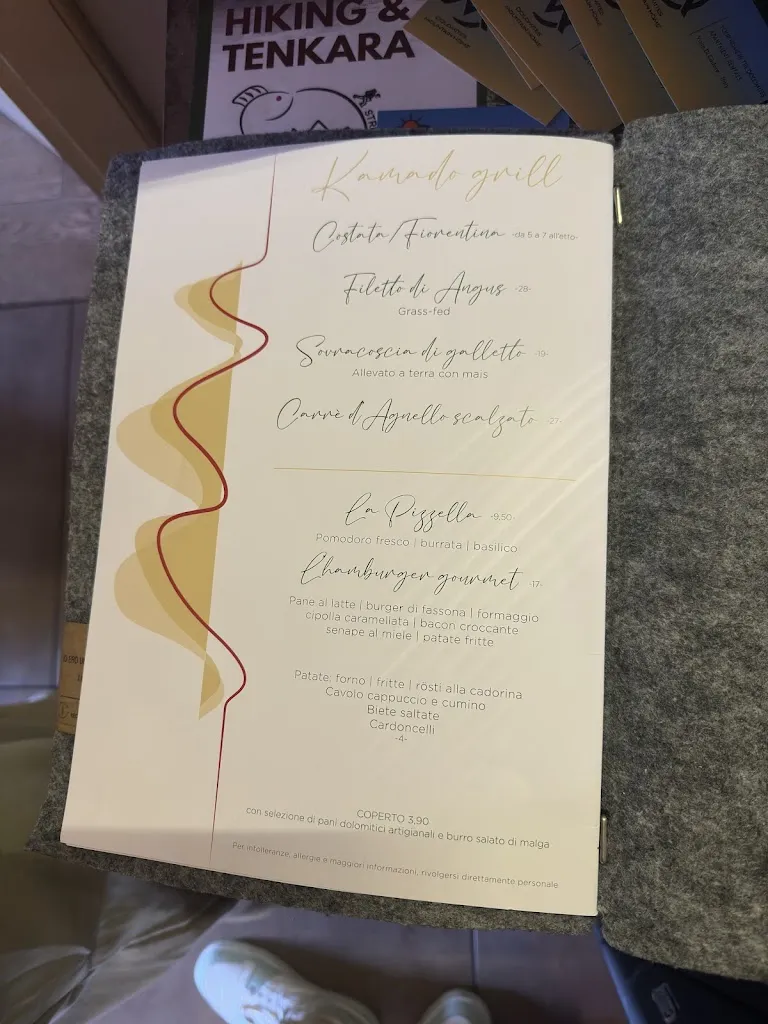 HIKING &
TENKARA
Kamado grill
Costata/Fiorentina -da 5 a 7 all'etto-
Filetto di Angus -28-
Grass-fed
Sovracoscia di galletto -19-
Allevato a terra con mais
Carrè d'Agnello scalzato -27-
La Pizzella -9,50-
Pomodoro fresco | burrata | basilico
L'hamburger gourmet -17-
Pane al latte | burger di fassona | formaggio
cipolla caramellata | bacon croccante
senape al miele | patate fritte
Patate: forno | fritte | rösti alla cadorina
Cavolo cappuccio e cumino
Biete saltate
Cardoncelli
-4-
COPERTO 3,90
con selezione di pani dolomitici artigianali e burro salato di malga
Per intolleranze, allergie e maggiori informazioni, rivolgersi direttamente personale